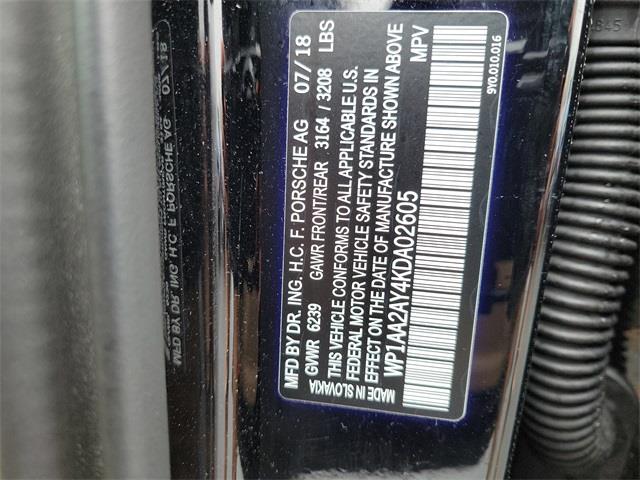 MFD BY DR. ING. H.C. F. PORSCHE AG 07/18
GVWR 6239 GAWR FRONT/REAR 3164 / 3208 LBS
THIS VEHICLE CONFORMS TO ALL APPLICABLE U.S.
FEDERAL MOTOR VEHICLE SAFETY STANDARDS IN
EFFECT ON THE DATE OF MANUFACTURE SHOWN ABOVE
MADE IN SLOVAKIA WP1AA2AY4KDA02605 MPV
9Y0.010.016